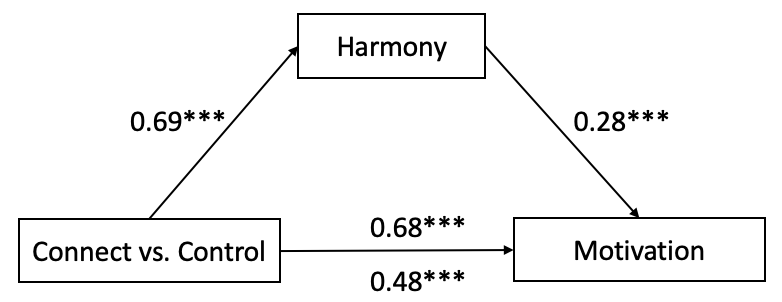 Harmony
0.69***
0.28***
Connect vs. Control
0.68***
0.48***
Motivation